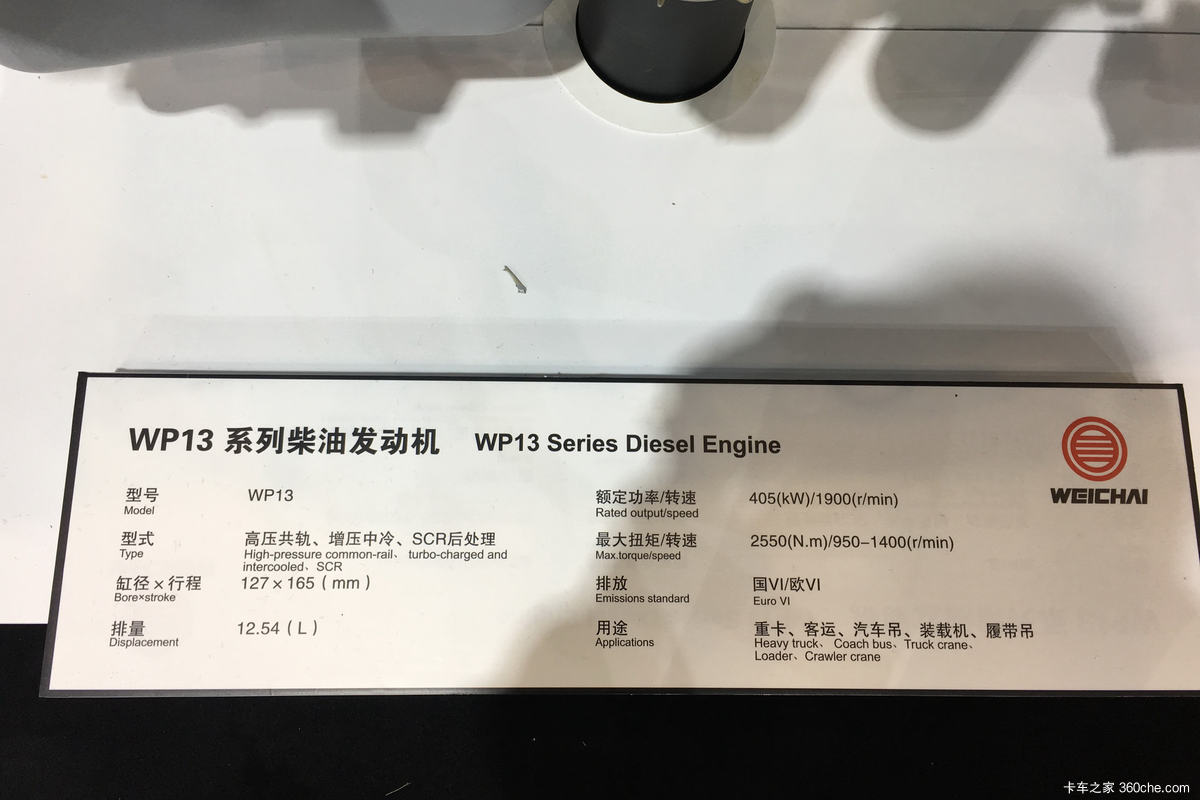 WP13 系列柴油发动机 WP13 Series Diesel Engine
WEICHAI
型号 WP13
Model
型式 高压共轨、增压中冷、SCR后处理
Type High-pressure common-rail、 turbo-charged and
intercooled、SCR
缸径×行程 127×165(mm)
Bore×stroke
排量 12.54(L)
Displacement
额定功率/转速 405(kW)/1900(r/min)
Rated output/speed
最大扭矩/转速 2550(N.m)/950-1400(r/min)
Max.torque/speed
排放 国VI/欧VI
Emissions standard Euro VI
用途 重卡、客运、汽车吊、装载机、履带吊
Applications Heavy truck、 Coach bus、Truck crane、
Loader、Crawler crane
卡车之家 360che.com